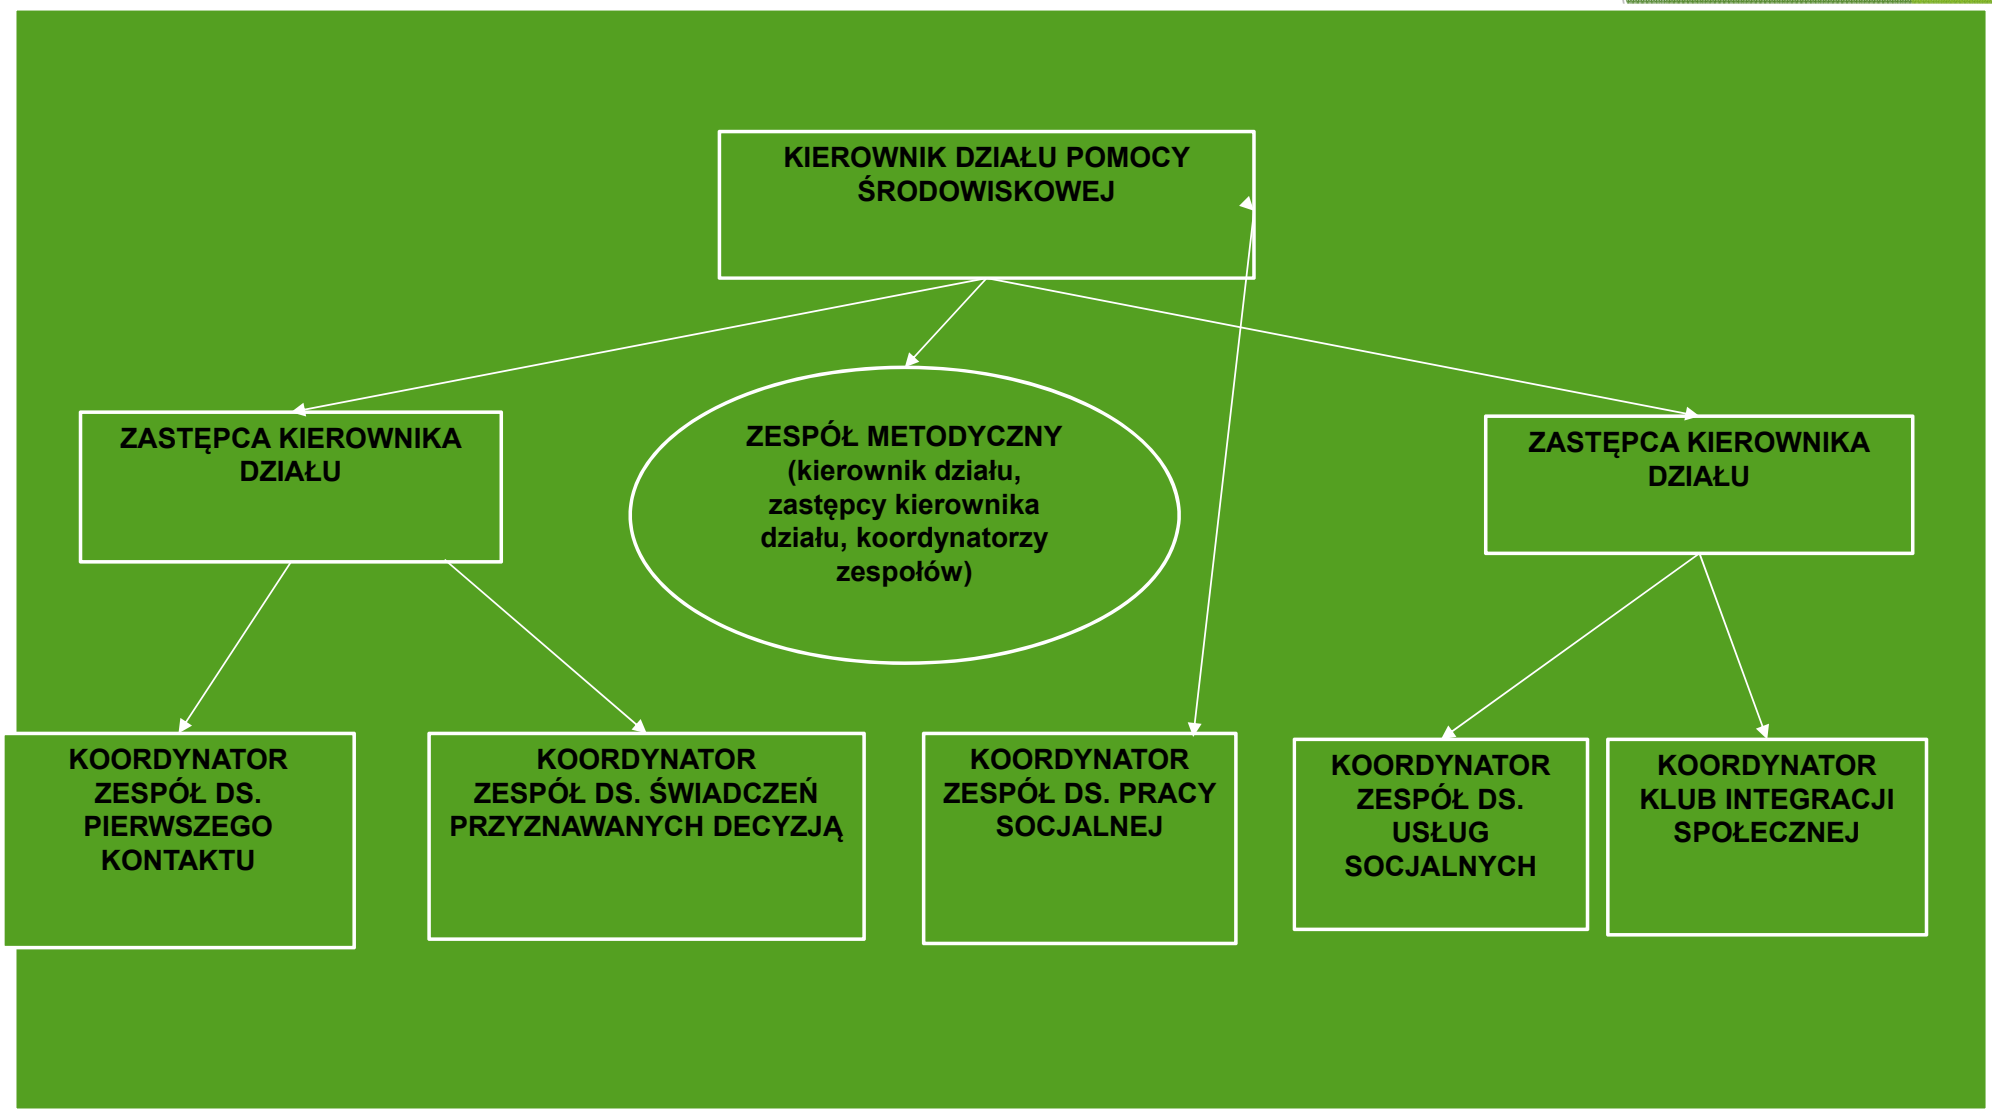 KIEROWNIK DZIAŁU POMOCY
ŚRODOWISKOWEJ
ZASTĘPCA KIEROWNIKA
DZIAŁU
ZESPÓŁ METODYCZNY
(kierownik działu,
zastępcy kierownika
działu, koordynatorzy
zespołów)
ZASTĘPCA KIEROWNIKA
DZIAŁU
KOORDYNATOR
ZESPÓŁ DS.
PIERWSZEGO
KONTAKTU
KOORDYNATOR
ZESPÓŁ DS. ŚWIADCZEŃ
PRZYZNAWANYCH DECYZJĄ
KOORDYNATOR
ZESPÓŁ DS. PRACY
SOCJALNEJ
KOORDYNATOR
ZESPÓŁ DS.
USŁUG
SOCJALNYCH
KOORDYNATOR
KLUB INTEGRACJI
SPOŁECZNEJ